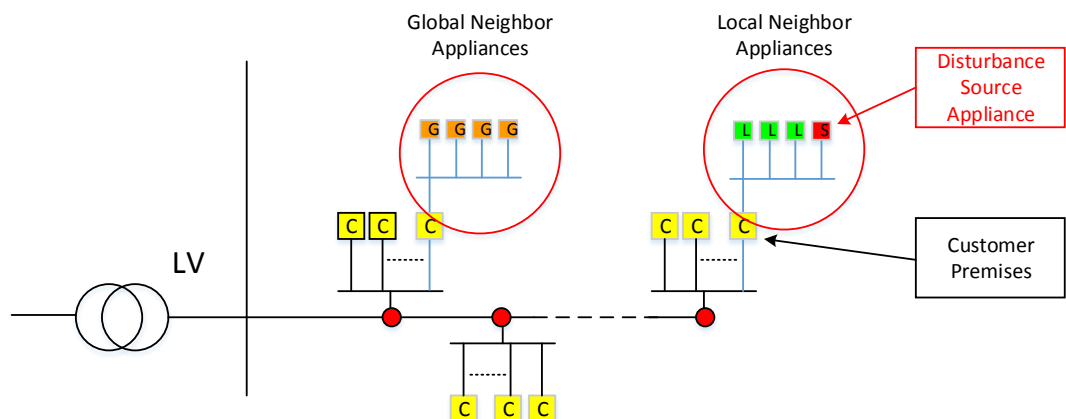 Global Neighbor
Appliances
Local Neighbor
Appliances
Disturbance
Source
Appliance
G G G G
L L L S
C C C
C C C
Customer
Premises
LV
C C C